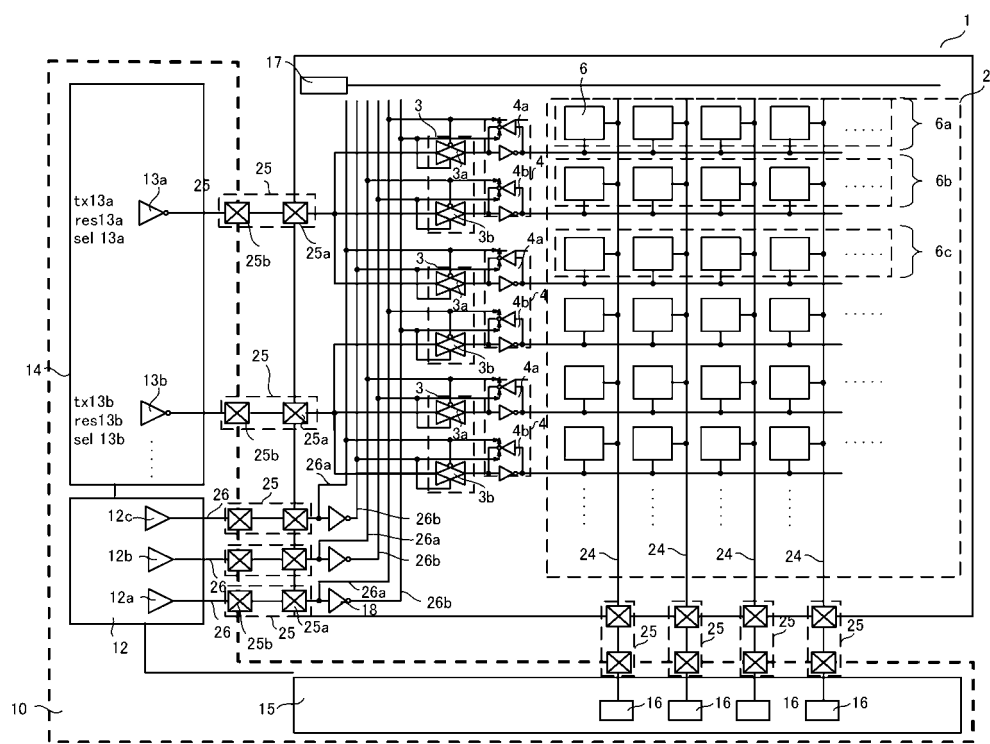 1
17
6
2
3
4a
6a
13a
25
25
3a
4b
4
6b
tx13a
res13a
sel 13a
25b
25a
3b
3
4a
6c
3a
4b
4
14
25
3b
13b
3
4a
tx13b
res13b
sel 13b
25a
3a
4b
4
25b
26a
3b
26
25
12c
26b
26a
24
24
24
24
12b
26
26b
12a
26a
26
18
26b
12
25b
25a
25
25
25
25
25
10
15
16
16
16
16